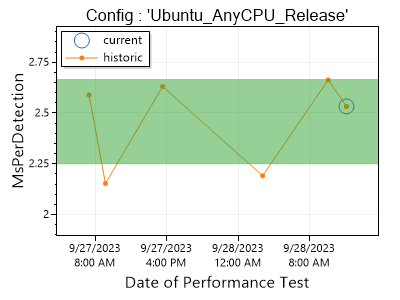 Config : 'Ubuntu_AnyCPU_Release'
current
historic
MsPerDetection
2.75
2.5
2.25
2
9/27/2023 9/27/2023 9/28/2023 9/28/2023
8:00 AM 4:00 PM 12:00 AM 8:00 AM
Date of Performance Test